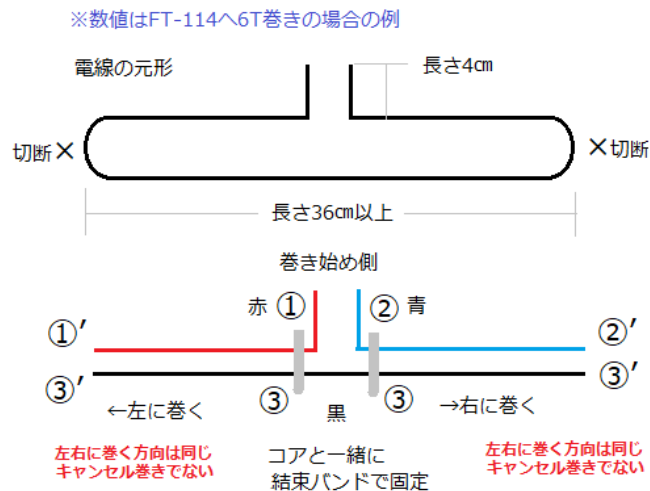 ※数値はFT-114へ6T巻きの場合の例
電線の元形
長さ4㎝
切断×
×切断
長さ36㎝以上
巻き始め側
赤 ①
② 青
①′
②′
③′
③′
←左に巻く
③
黒
③
→右に巻く
左右に巻く方向は同じ
キャンセル巻きでない
コアと一緒に
結束バンドで固定
左右に巻く方向は同じ
キャンセル巻きでない